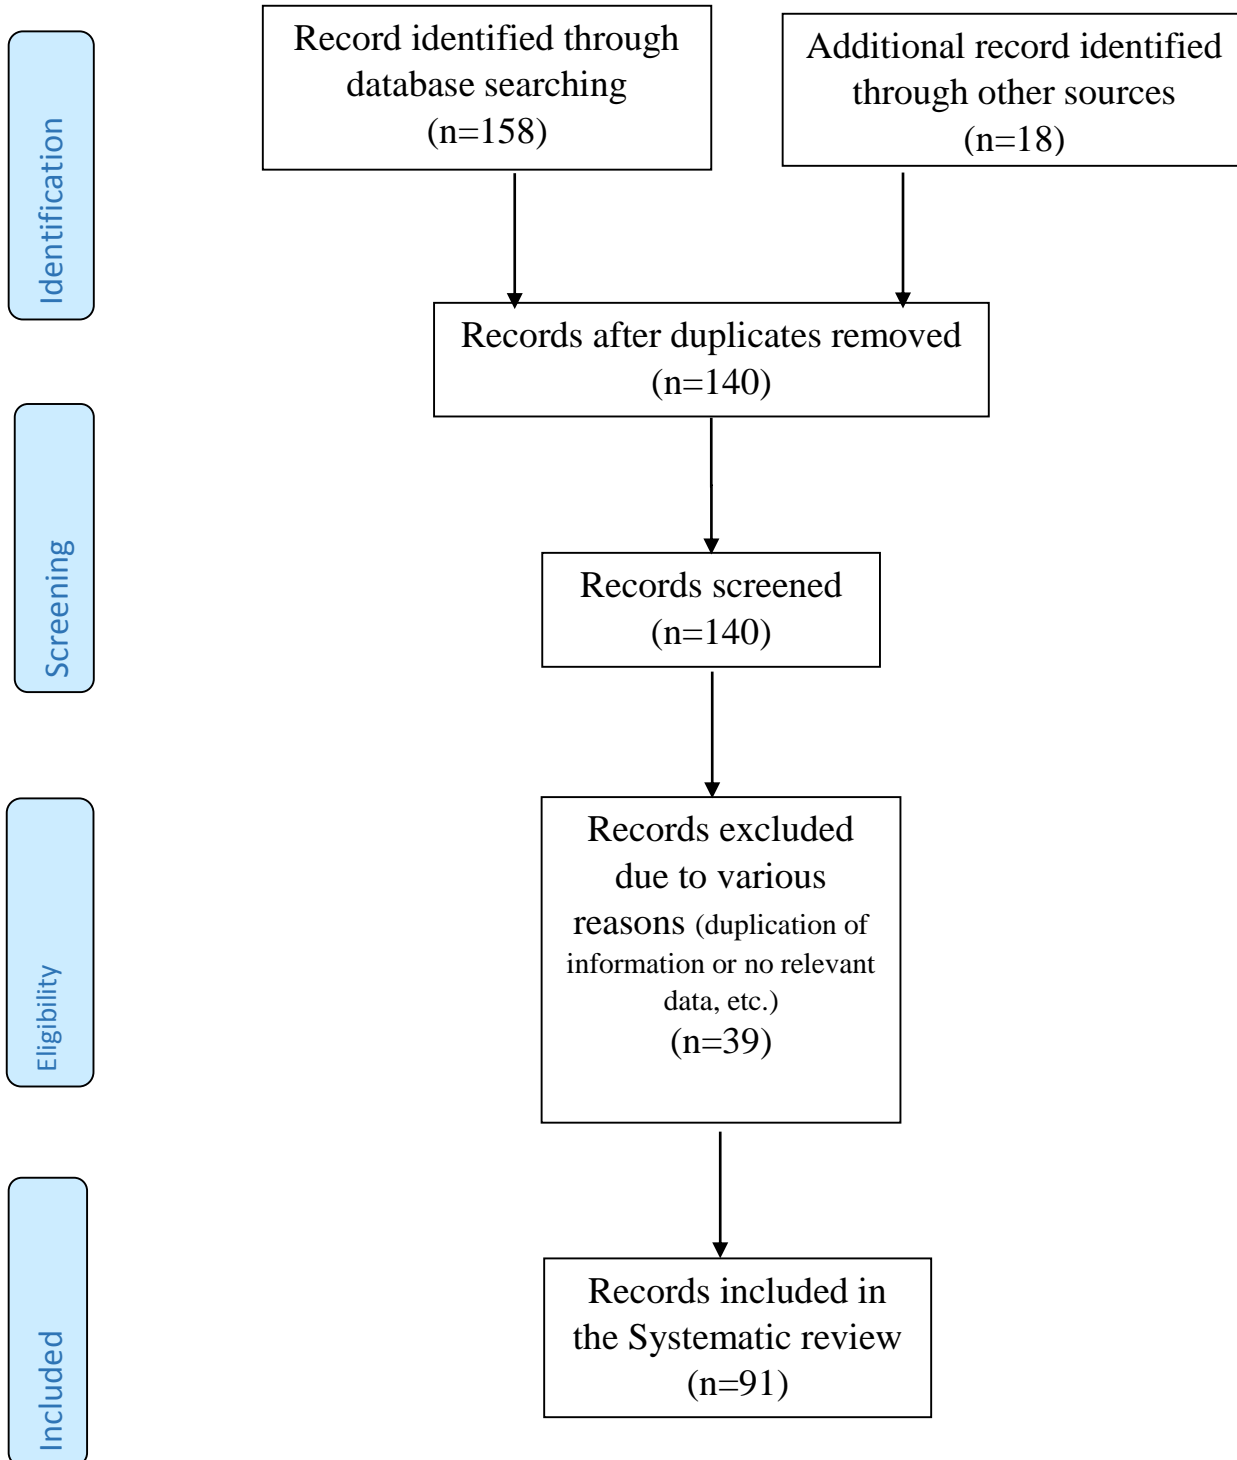 Record identified through
database searching
(n=158)
Additional record identified
through other sources
(n=18)
Identification
Records after duplicates removed
(n=140)
Screening
Records screened
(n=140)
Eligibility
Records excluded
due to various
reasons (duplication of
information or no relevant
data, etc.)
(n=39)
Included
Records included in
the Systematic review
(n=91)